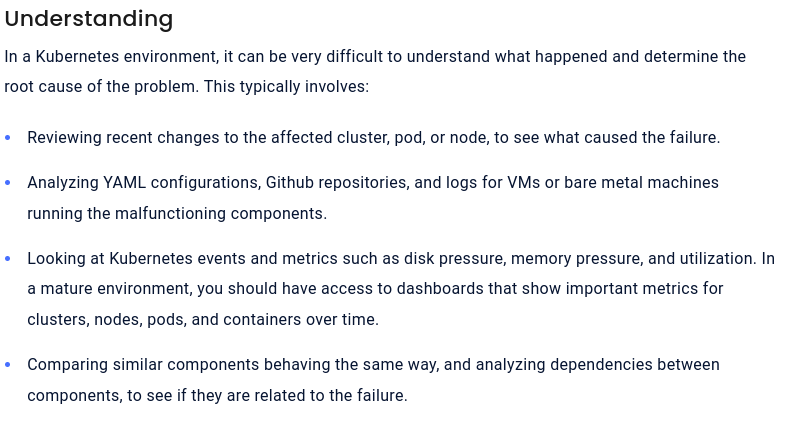 Understanding
In a Kubernetes environment, it can be very difficult to understand what happened and determine the
root cause of the problem. This typically involves:
• Reviewing recent changes to the affected cluster, pod, or node, to see what caused the failure.
• Analyzing YAML configurations, Github repositories, and logs for VMs or bare metal machines
running the malfunctioning components.
• Looking at Kubernetes events and metrics such as disk pressure, memory pressure, and utilization. In
a mature environment, you should have access to dashboards that show important metrics for
clusters, nodes, pods, and containers over time.
• Comparing similar components behaving the same way, and analyzing dependencies between
components, to see if they are related to the failure.